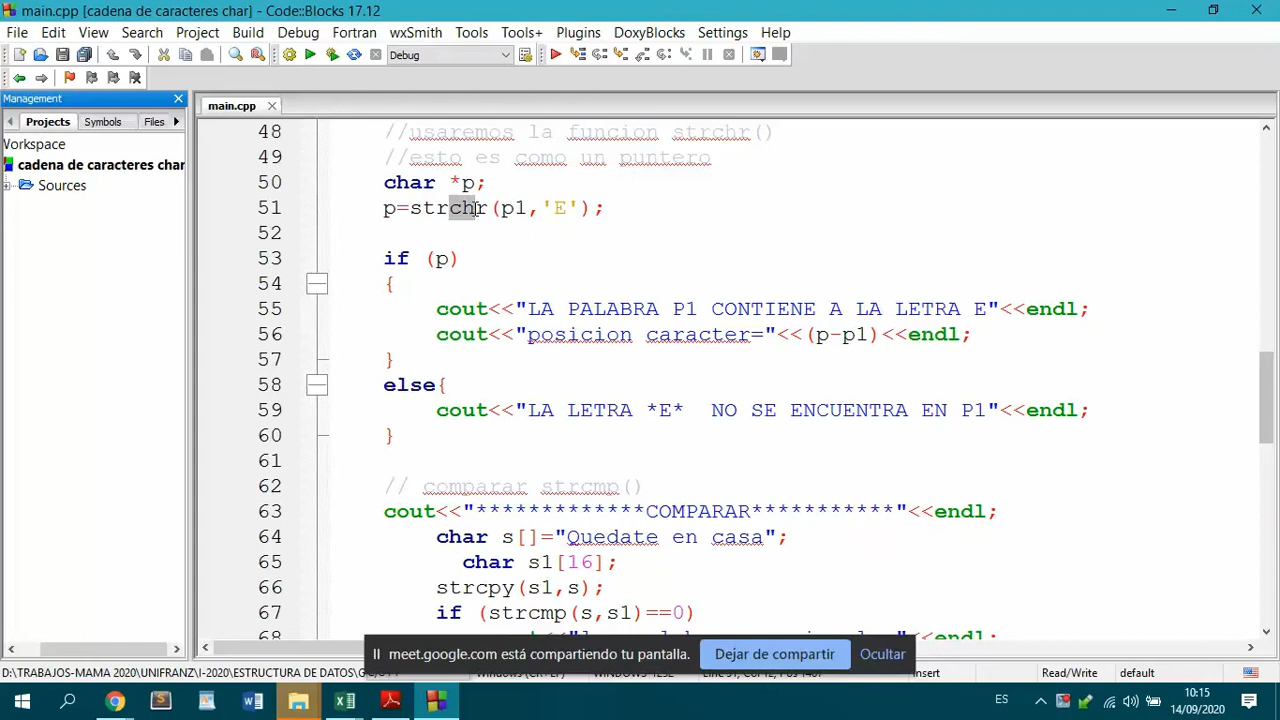 main.cpp [cadena de caracteres char] - Code::Blocks 17.12
File Edit View Search Project Build Debug Fortran wxSmith Tools Tools+ Plugins DoxyBlocks Settings Help
Debug
Management
main.cpp
Projects Symbols Files
Workspace
cadena de caracteres char
Sources
48 //usaremos la funcion strchr()
49 //esto es como un puntero
50 char *p;
51 p=strchr(p1,'E');
52
53 if (p)
54 {
55 cout<<"LA PALABRA P1 CONTIENE A LA LETRA E"<<endl;
56 cout<<"posicion caracter="<<(p-p1)<<endl;
57 }
58 else{
59 cout<<"LA LETRA *E*  NO SE ENCUENTRA EN P1"<<endl;
60 }
61
62 // comparar strcmp()
63 cout<<"*************COMPARAR***********"<<endl;
64 char s[]="Quedate en casa";
65 char s1[16];
66 strcpy(s1,s);
67 if (strcmp(s,s1)==0)
68 <<endl;
meet.google.com está compartiendo tu pantalla. Dejar de compartir Ocultar
D:\TRABAJOS-MAMA 2020\UNIFRANZ\I-2020\ESTRUCTURA DE DATOS\ Insert Read/Write default
ES
10:15
14/09/2020